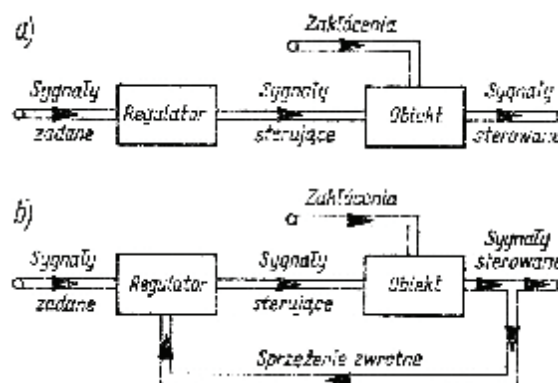 a)
Zakłócenia
Sygnały
zadane
Regulator
Sygnały
sterujące
Obiekt
Sygnały
sterowane
b)
Zakłócenia
Sygnały
zadane
Regulator
Sygnały
sterujące
Obiekt
Sygnały
sterowane
Sprzężenie zwrotne